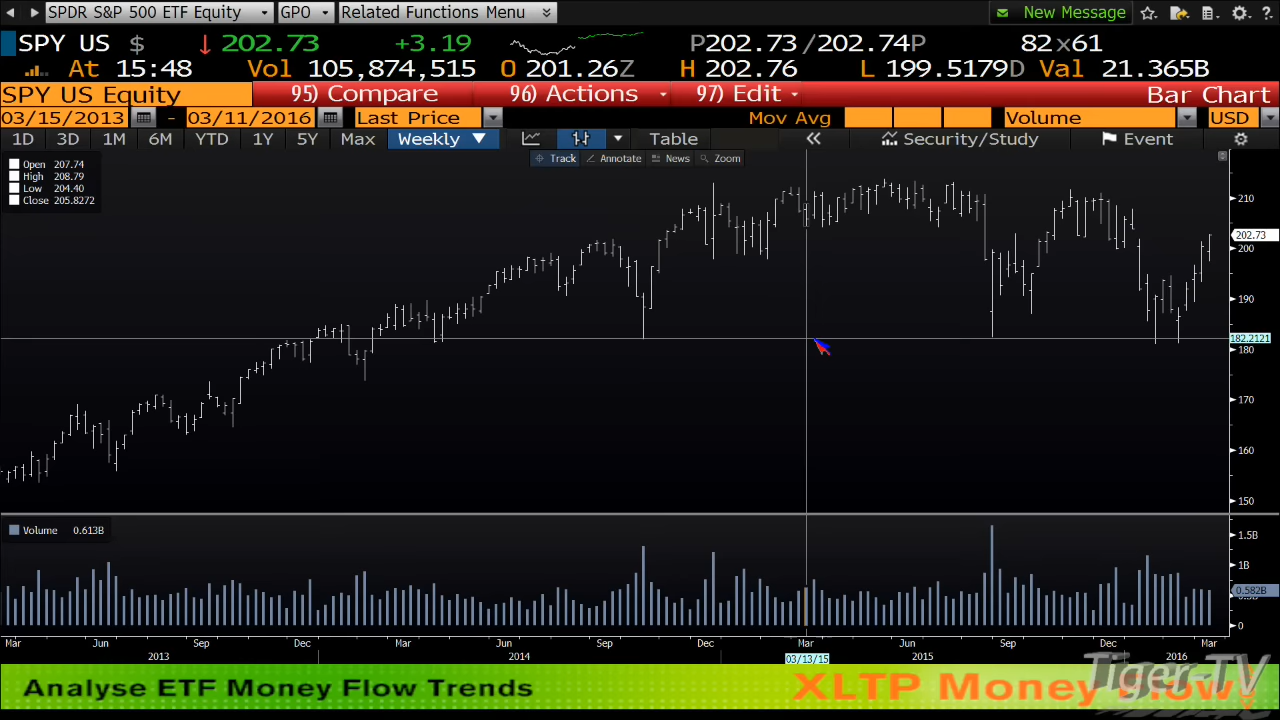 SPDR S&P 500 ETF Equity GPO Related Functions Menu New Message ?
SPY US $ ↓ 202.73 +3.19 P202.73 /202.74P 82x61
At 15:48 Vol 105,874,515 O 201.26Z H 202.76 L 199.5179D Val 21.365B
SPY US Equity 95) Compare 96) Actions 97) Edit Bar Chart
03/15/2013 - 03/11/2016 Last Price Mov Avg Volume USD
1D 3D 1M 6M YTD 1Y 5Y Max Weekly Table Security/Study Event
Track Annotate News Zoom
Open 207.74
High 208.79
Low 204.40
Close 205.8272
210
202.73
200
190
182.2121
180
170
160
150
Volume 0.613B
1.5B
1B
0.582B
0
Mar Jun Sep Dec Mar Jun Sep Dec Mar Jun Sep Dec Mar
2013 2014 03/13/15 2015 2016
Analyse ETF Money Flow Trends XLTP Money Flow!
Tiger-TV